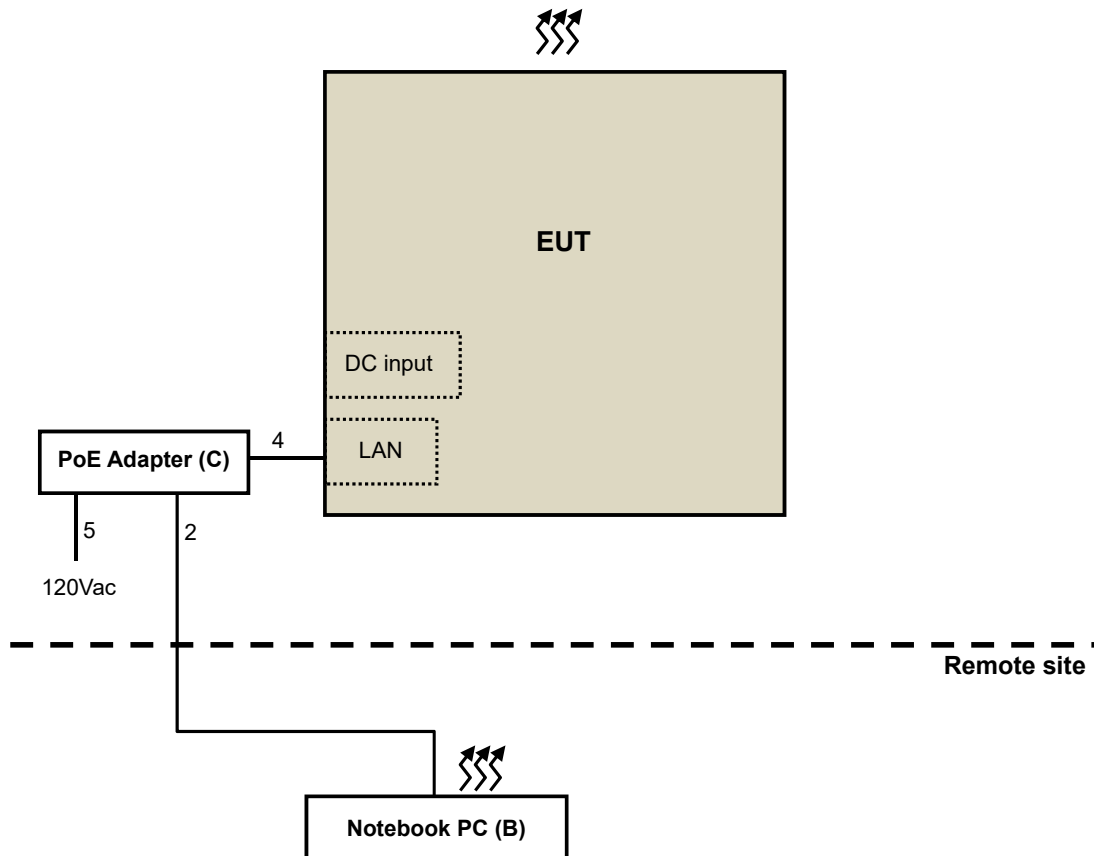 EUT
DC input
LAN
4
PoE Adapter (C)
5
2
120Vac
Remote site
Notebook PC (B)